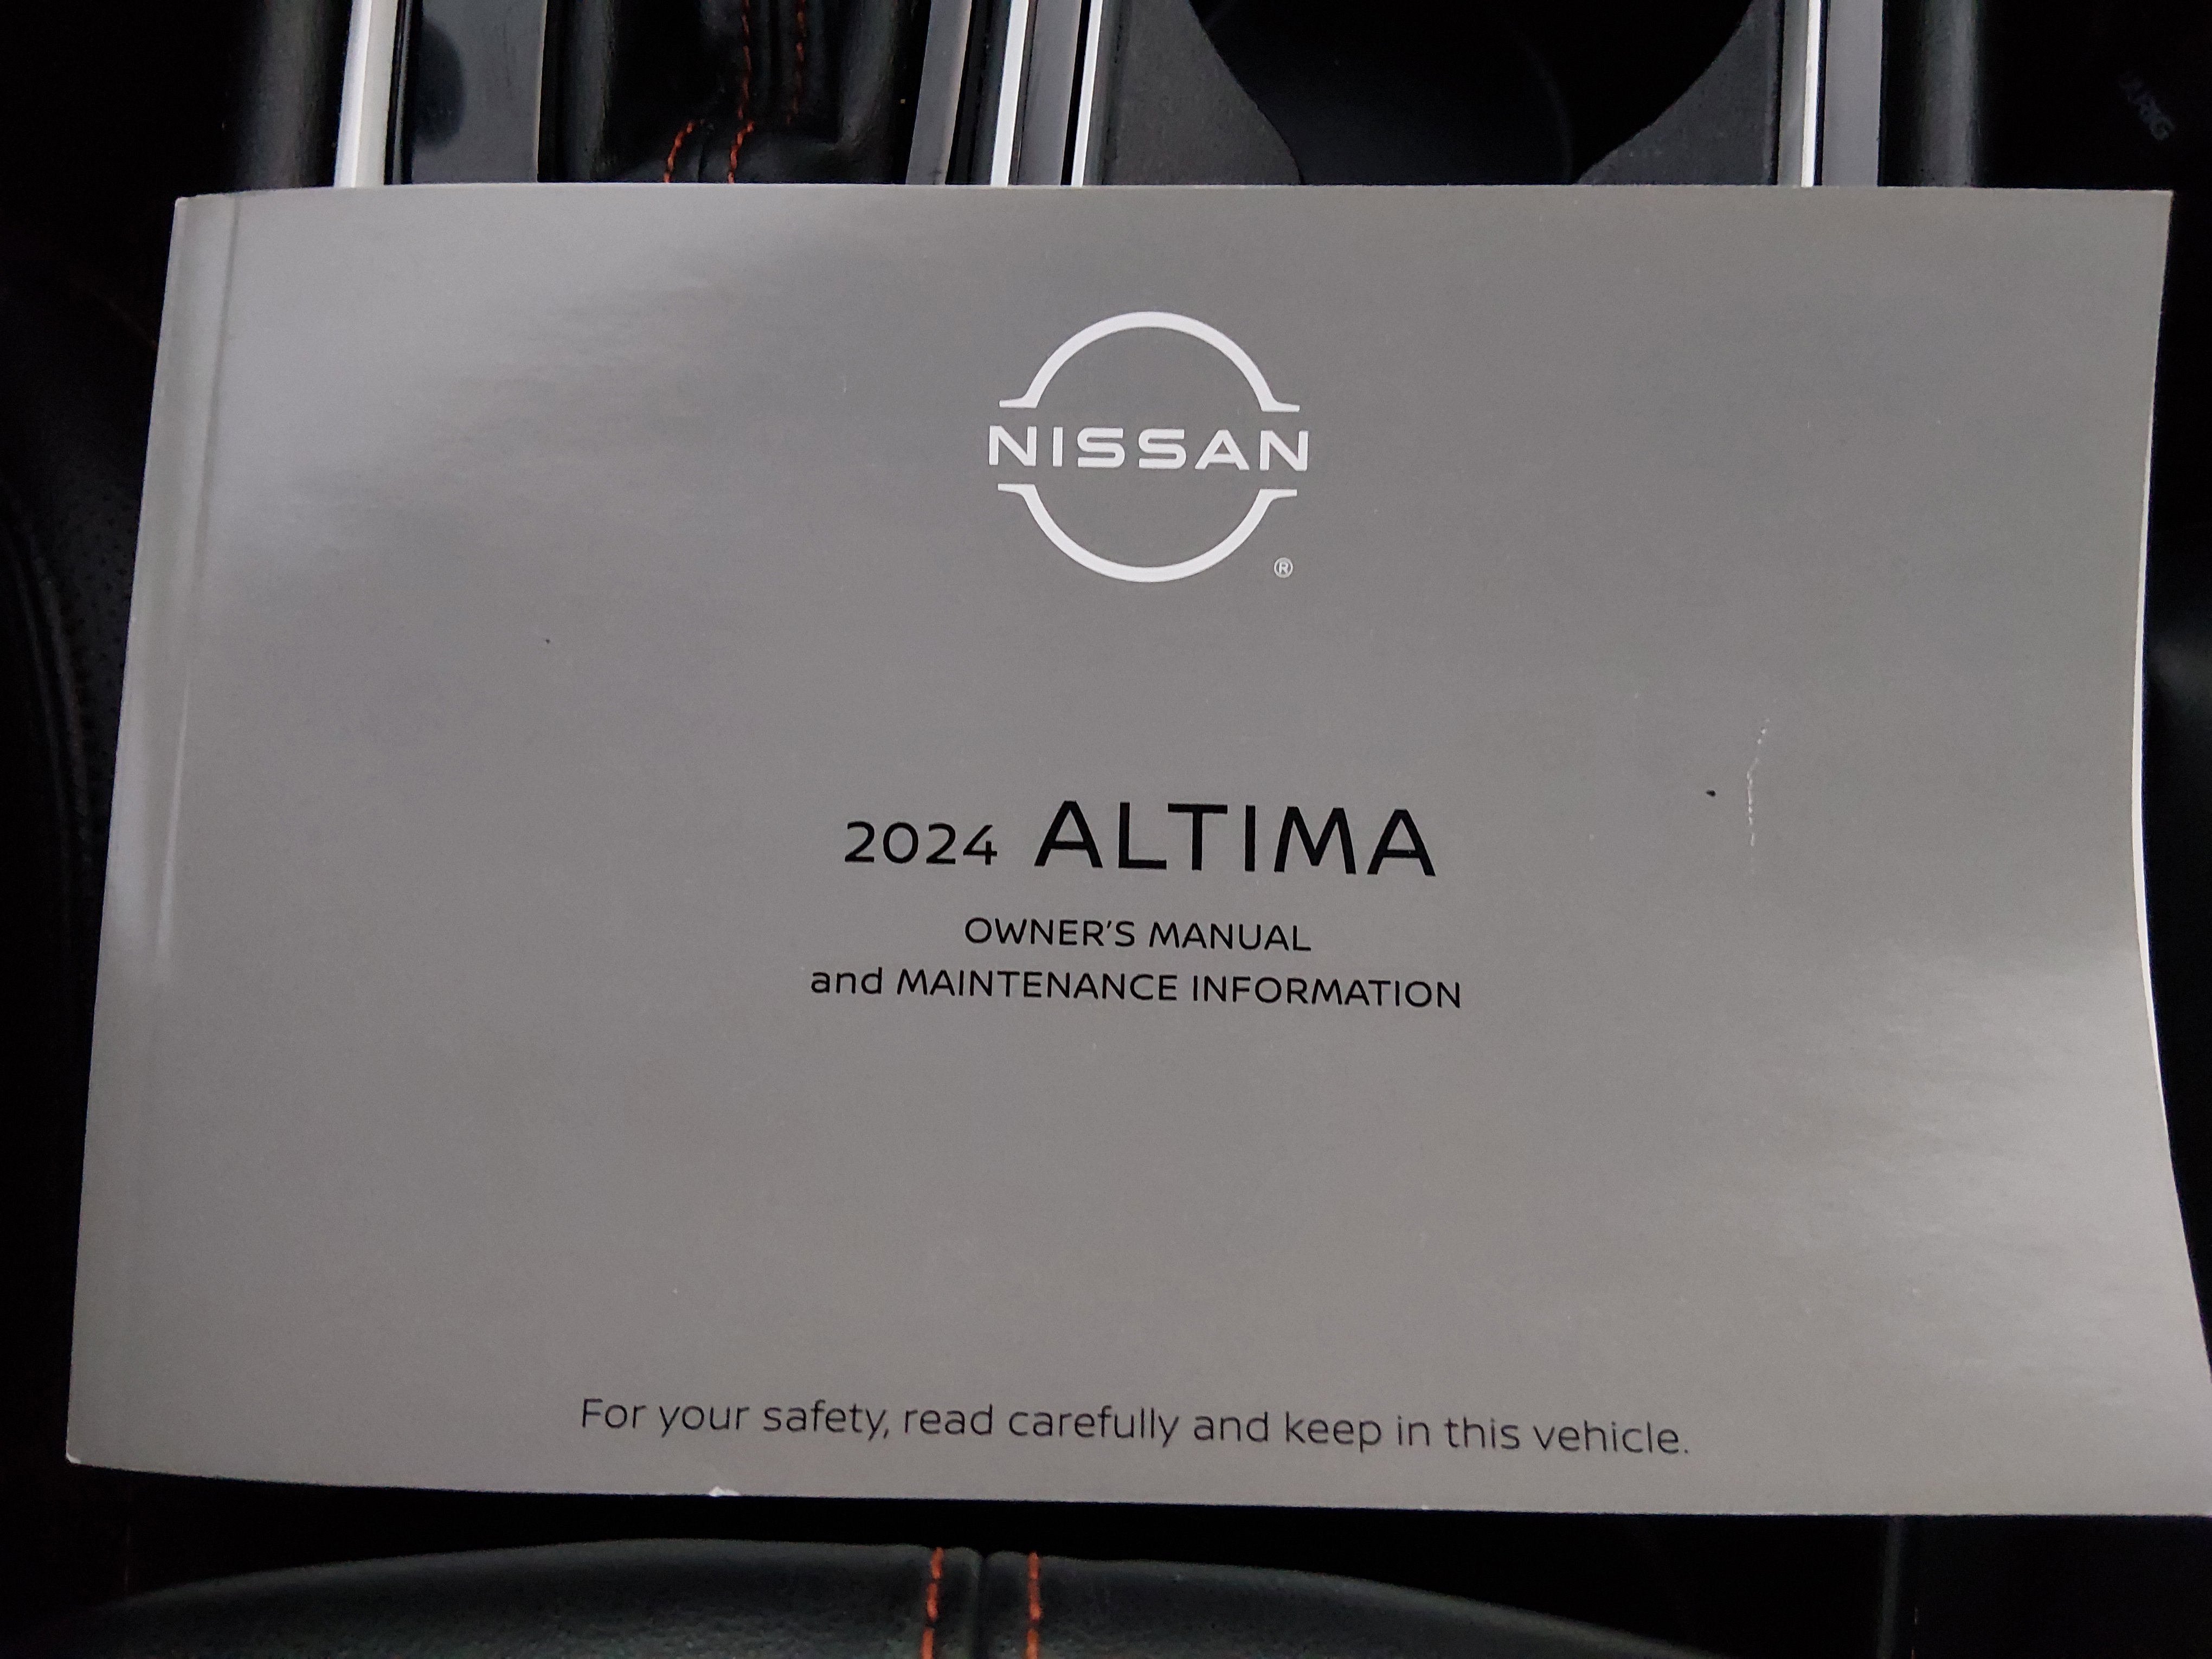 NISSAN
®
2024 ALTIMA
OWNER'S MANUAL
and MAINTENANCE INFORMATION
For your safety, read carefully and keep in this vehicle.